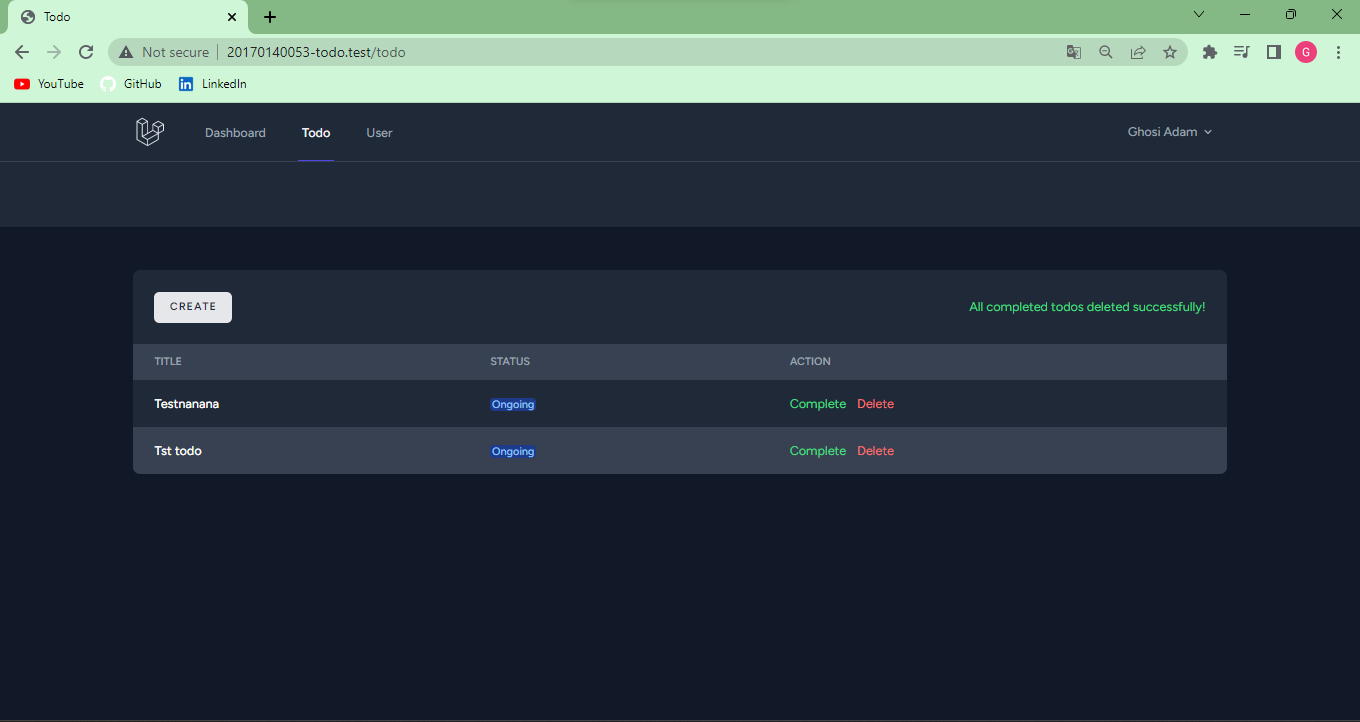 Todo
Not secure 20170140053-todo.test/todo
G
YouTube GitHub LinkedIn
Dashboard Todo User Ghosi Adam
CREATE All completed todos deleted successfully!
TITLE STATUS ACTION
Testnanana Ongoing Complete Delete
Tst todo Ongoing Complete Delete